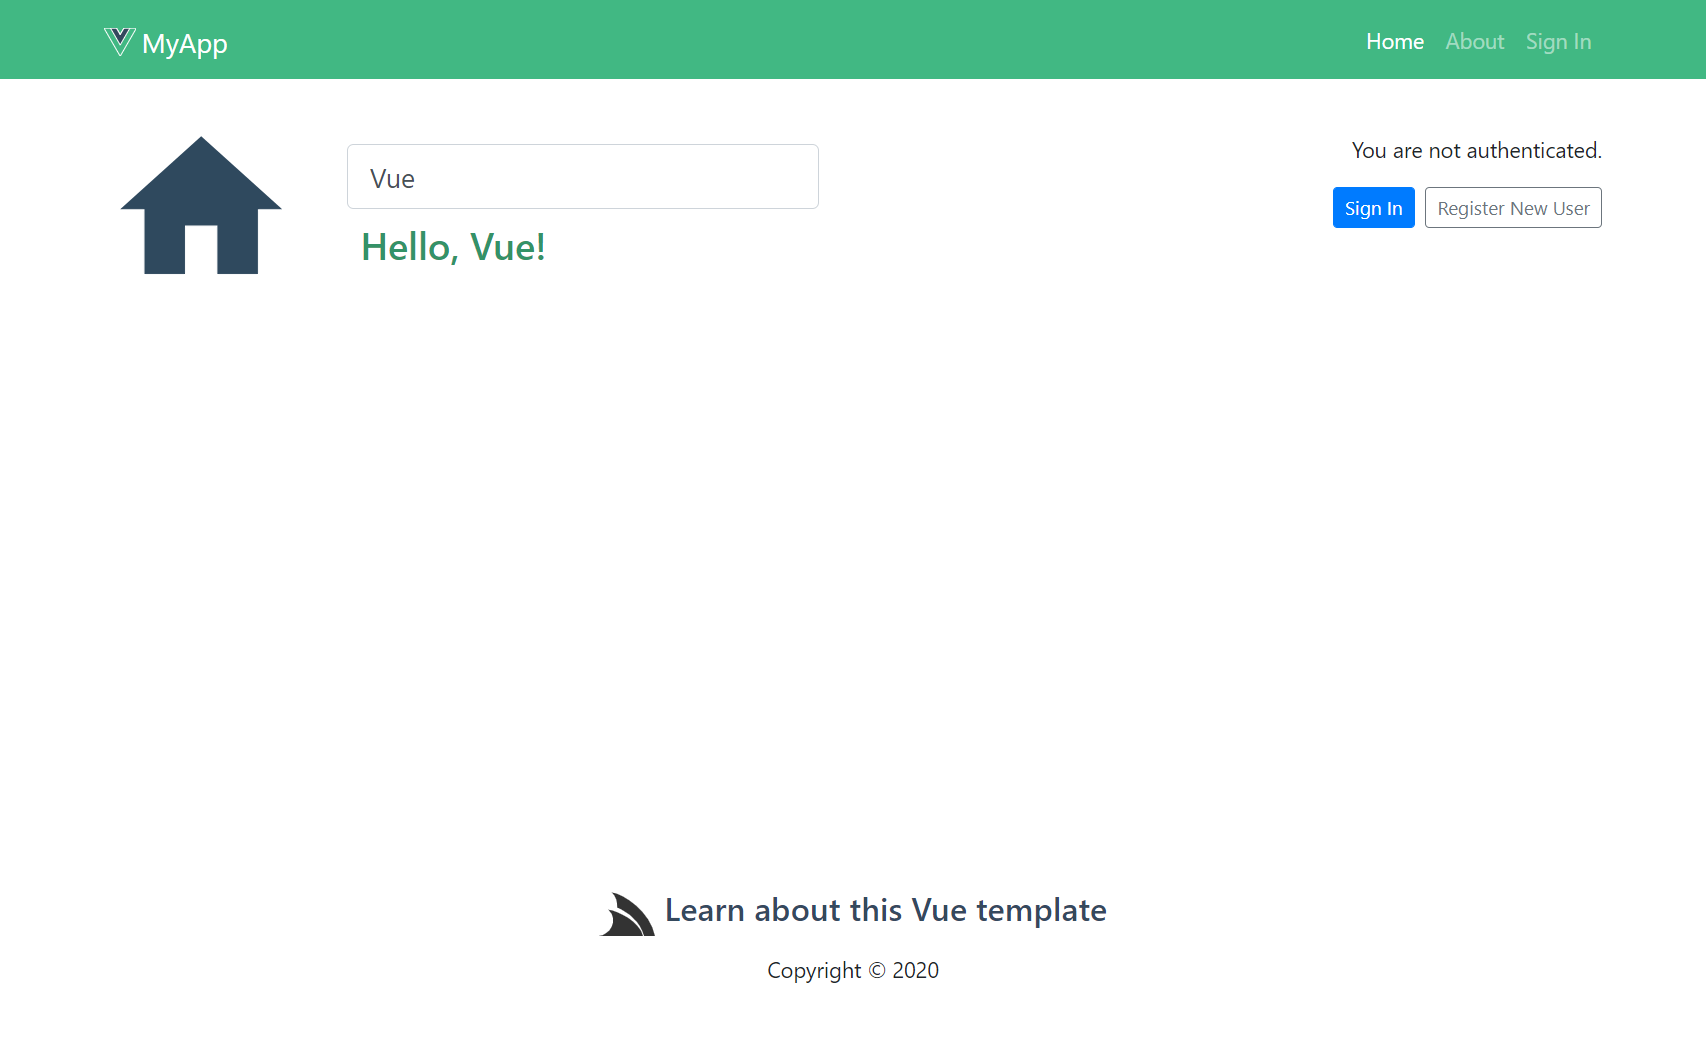 MyApp
Home About Sign In
Vue
Hello, Vue!
You are not authenticated.
Sign In Register New User
Learn about this Vue template
Copyright © 2020